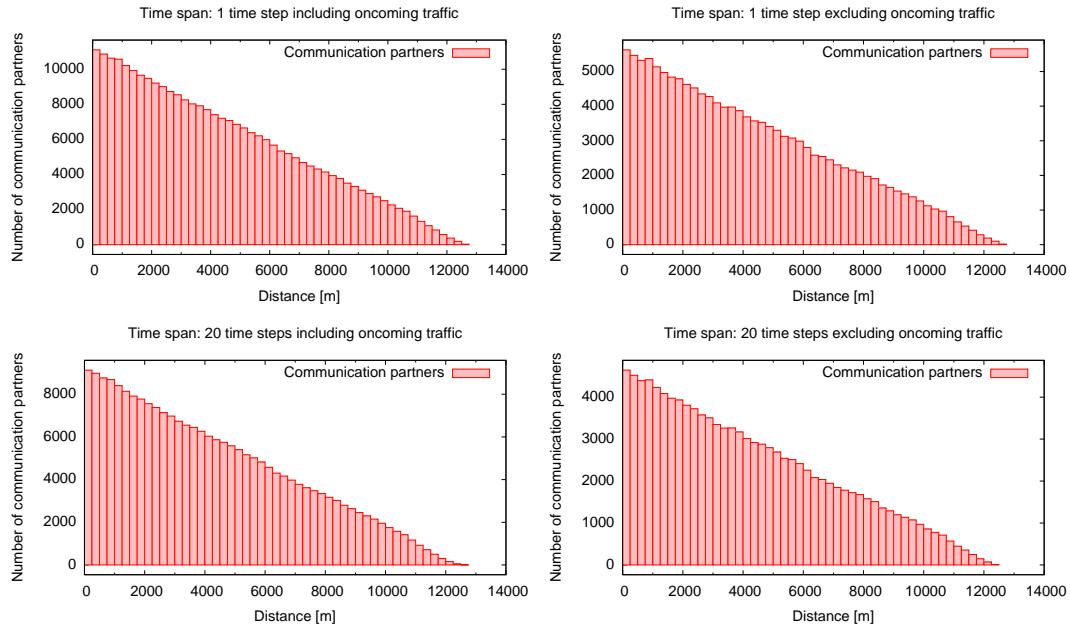 Time span: 1 time step including oncoming traffic
Number of communication partners
Communication partners
10000
8000
6000
4000
2000
0
0 2000 4000 6000 8000 10000 12000 14000
Distance [m]
Time span: 1 time step excluding oncoming traffic
Number of communication partners
Communication partners
5000
4000
3000
2000
1000
0
0 2000 4000 6000 8000 10000 12000 14000
Distance [m]
Time span: 20 time steps including oncoming traffic
Number of communication partners
Communication partners
8000
6000
4000
2000
0
0 2000 4000 6000 8000 10000 12000 14000
Distance [m]
Time span: 20 time steps excluding oncoming traffic
Number of communication partners
Communication partners
4000
3000
2000
1000
0
0 2000 4000 6000 8000 10000 12000 14000
Distance [m]